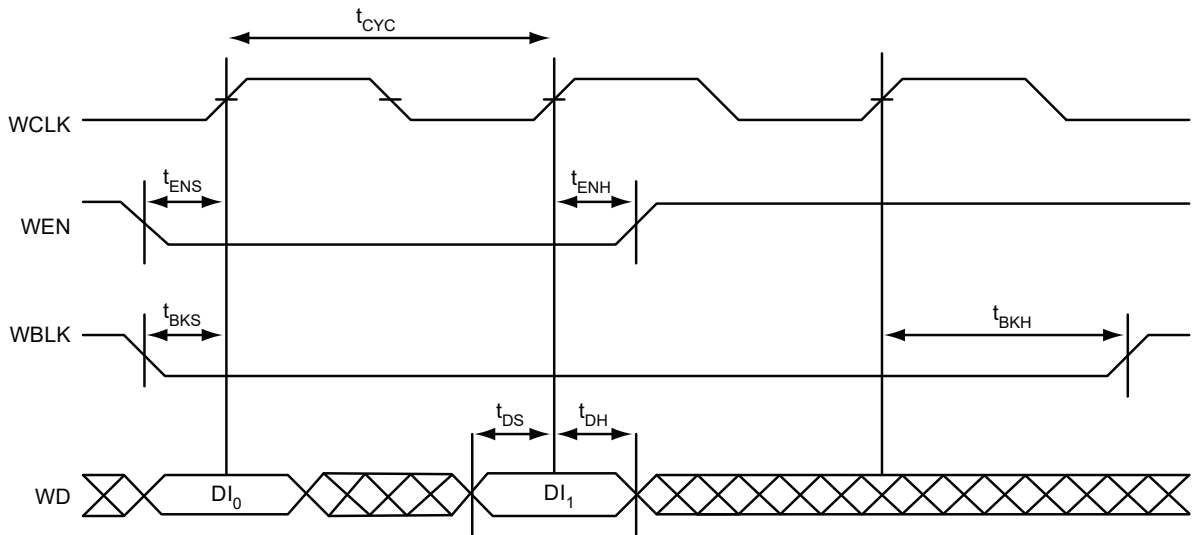 tCYC
WCLK
tENS
tENH
WEN
tBKS
tBKH
WBLK
tDS
tDH
WD
DI0
DI1